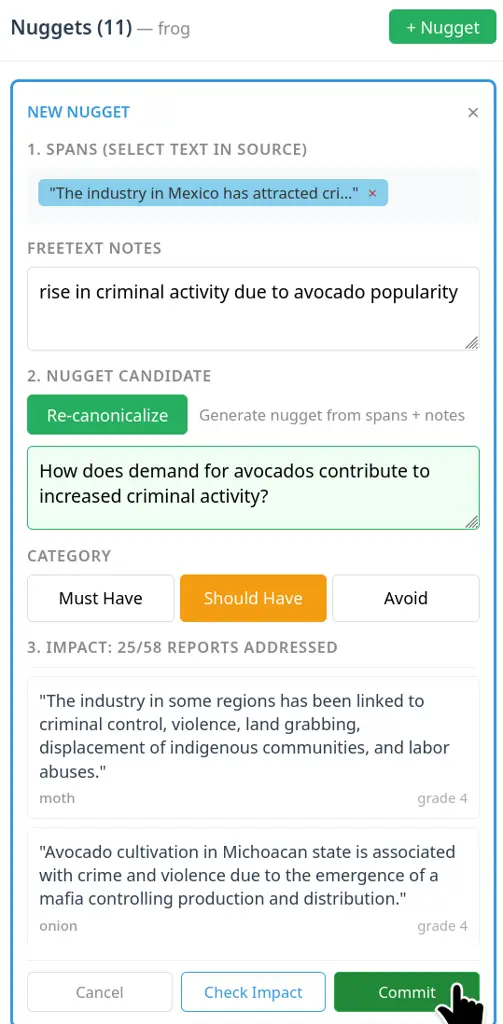 Nuggets (11) — frog
+ Nugget
NEW NUGGET
×
1. SPANS (SELECT TEXT IN SOURCE)
"The industry in Mexico has attracted cri..." ×
FREETEXT NOTES
rise in criminal activity due to avocado popularity
2. NUGGET CANDIDATE
Re-canonicalize
Generate nugget from spans + notes
How does demand for avocados contribute to
increased criminal activity?
CATEGORY
Must Have
Should Have
Avoid
3. IMPACT: 25/58 REPORTS ADDRESSED
"The industry in some regions has been linked to
criminal control, violence, land grabbing,
displacement of indigenous communities, and labor
abuses."
moth
grade 4
"Avocado cultivation in Michoacan state is associated
with crime and violence due to the emergence of a
mafia controlling production and distribution."
onion
grade 4
Cancel
Check Impact
Commit